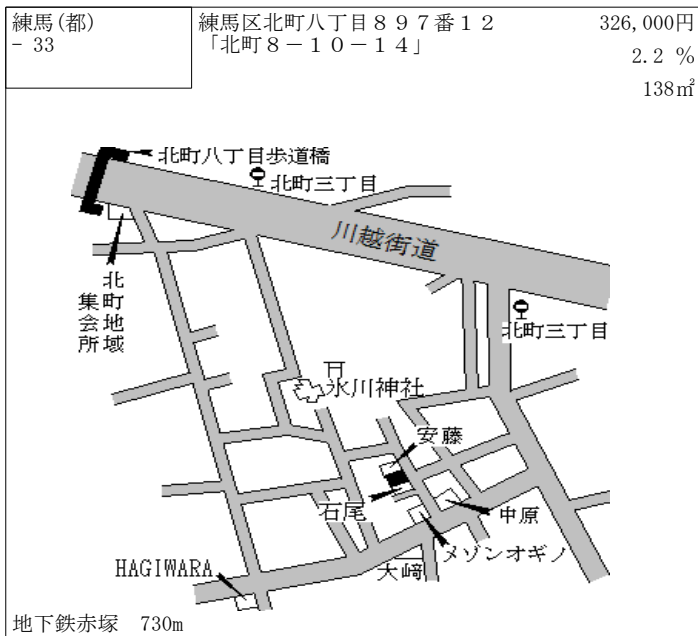 練馬(都)
- 33
練馬区北町八丁目８９７番１２
「北町８－１０－１４」
326,000円
2.2 %
138㎡
北町八丁目歩道橋
北町三丁目
川越街道
北町地域
集会所
北町三丁目
氷川神社
安藤
石尾
中原
メゾンオギノ
大﨑
HAGIWARA
地下鉄赤塚 730m